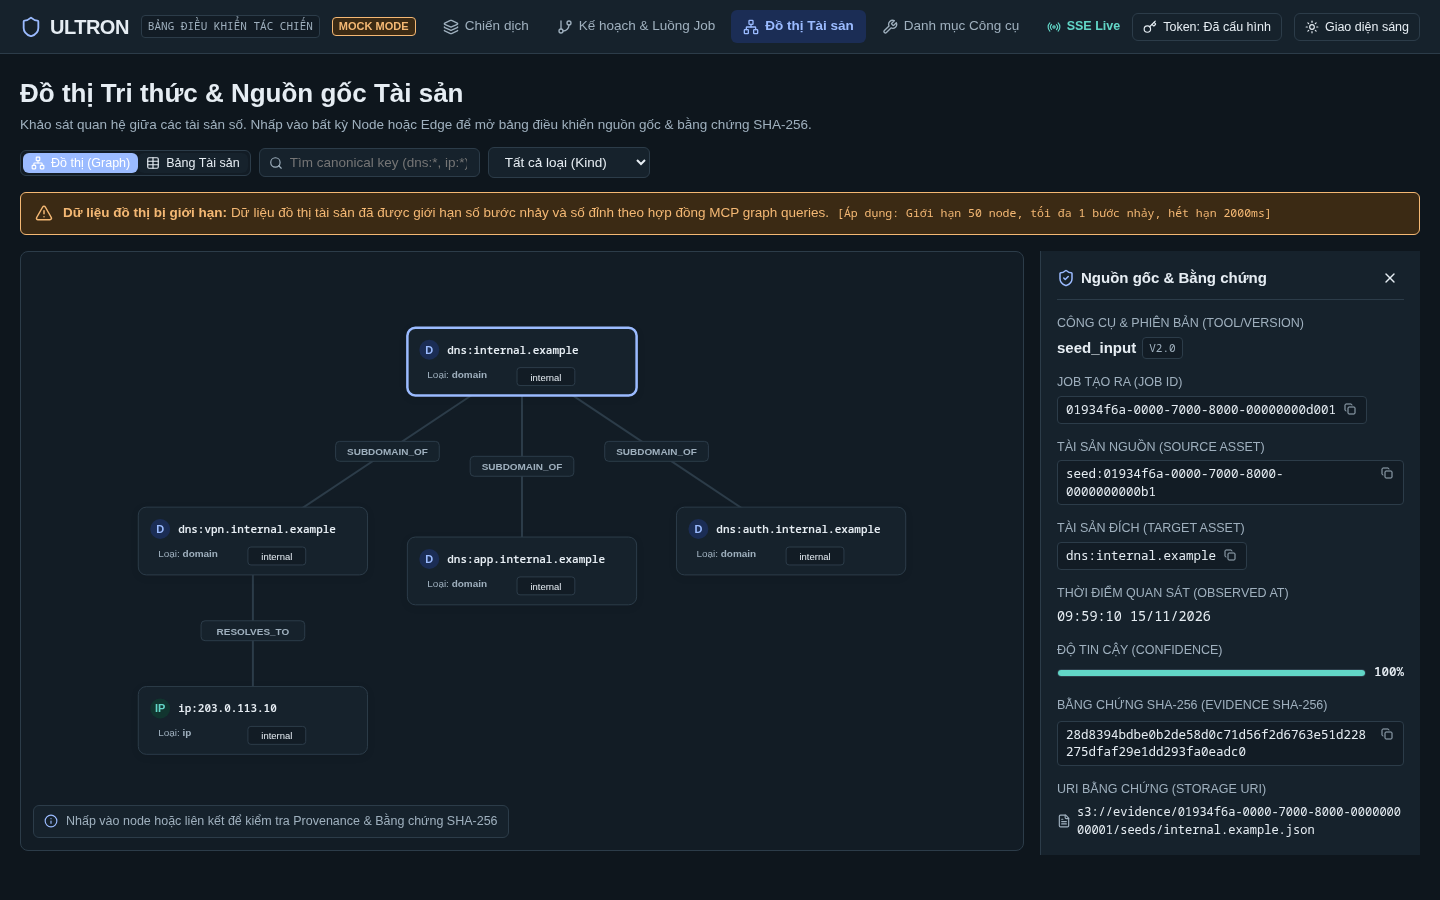 ULTRON
BẢNG ĐIỀU KHIỂN TÁC CHIẾN
MOCK MODE
Chiến dịch
Kế hoạch & Luồng Job
Đồ thị Tài sản
Danh mục Công cụ
SSE Live
Token: Đã cấu hình
Giao diện sáng
Đồ thị Tri thức & Nguồn gốc Tài sản
Khảo sát quan hệ giữa các tài sản số. Nhấp vào bất kỳ Node hoặc Edge để mở bảng điều khiển nguồn gốc & bằng chứng SHA-256.
Đồ thị (Graph)
Bảng Tài sản
Tìm canonical key (dns:*, ip:*)
Tất cả loại (Kind)
Dữ liệu đồ thị bị giới hạn: Dữ liệu đồ thị tài sản đã được giới hạn số bước nhảy và số đỉnh theo hợp đồng MCP graph queries. [Áp dụng: Giới hạn 50 node, tối đa 1 bước nhảy, hết hạn 2000ms]
D dns:internal.example
Loại: domain internal
SUBDOMAIN_OF
SUBDOMAIN_OF
SUBDOMAIN_OF
D dns:vpn.internal.example
Loại: domain internal
D dns:app.internal.example
Loại: domain internal
D dns:auth.internal.example
Loại: domain internal
RESOLVES_TO
IP ip:203.0.113.10
Loại: ip internal
Nhấp vào node hoặc liên kết để kiểm tra Provenance & Bằng chứng SHA-256
Nguồn gốc & Bằng chứng
CÔNG CỤ & PHIÊN BẢN (TOOL/VERSION)
seed_input V2.0
JOB TẠO RA (JOB ID)
01934f6a-0000-7000-8000-00000000d001
TÀI SẢN NGUỒN (SOURCE ASSET)
seed:01934f6a-0000-7000-8000-
0000000000b1
TÀI SẢN ĐÍCH (TARGET ASSET)
dns:internal.example
THỜI ĐIỂM QUAN SÁT (OBSERVED AT)
09:59:10 15/11/2026
ĐỘ TIN CẬY (CONFIDENCE)
100%
BẰNG CHỨNG SHA-256 (EVIDENCE SHA-256)
28d8394bdbe0b2de58d0c71d56f2d6763e51d228
275dfaf29e1dd293fa0eadc0
URI BẰNG CHỨNG (STORAGE URI)
s3://evidence/01934f6a-0000-7000-8000-0000000
00001/seeds/internal.example.json